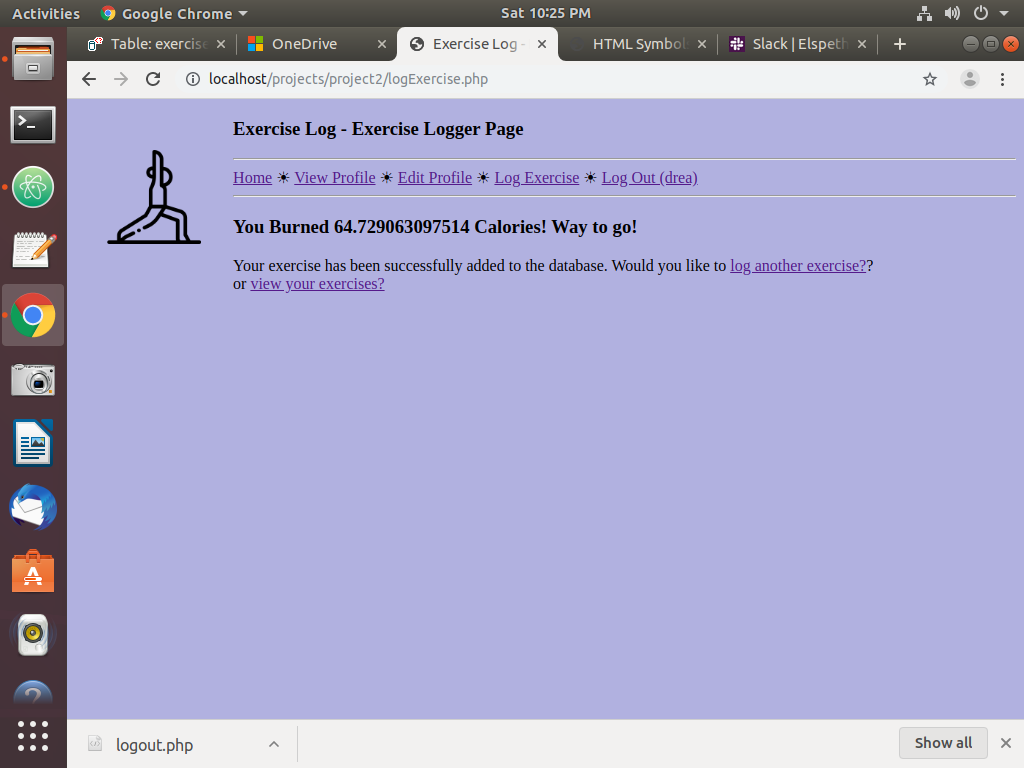 Activities Google Chrome Sat 10:25 PM
Table: exercise OneDrive Exercise Log - HTML Symbol Slack | Elspeth
localhost/projects/project2/logExercise.php
Exercise Log - Exercise Logger Page
Home ☀ View Profile ☀ Edit Profile ☀ Log Exercise ☀ Log Out (drea)
You Burned 64.729063097514 Calories! Way to go!
Your exercise has been successfully added to the database. Would you like to log another exercise??
or view your exercises?
logout.php Show all